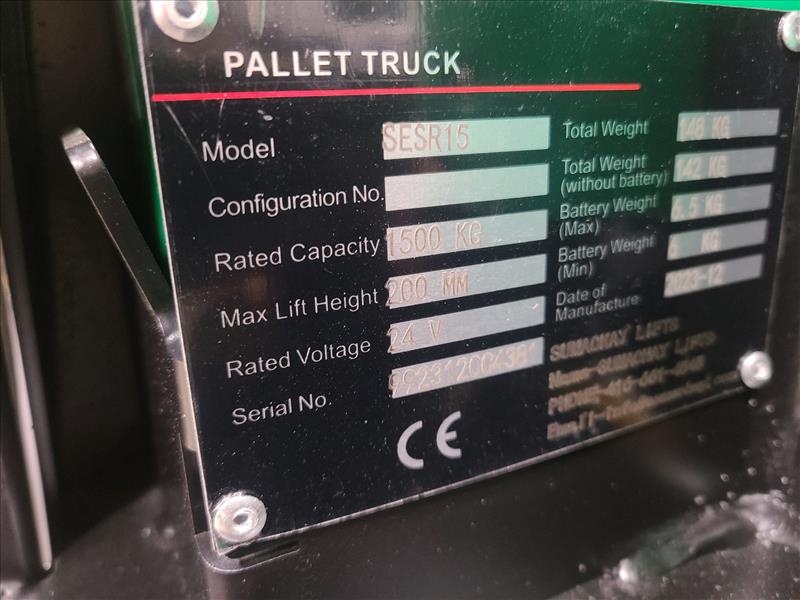 PALLET TRUCK
Model SESR15
Configuration No.
Rated Capacity 1500 KG
Max Lift Height 200 MM
Rated Voltage 24 V
Serial No.
Total Weight 148 KG
Total Weight (without battery) 142 KG
Battery Weight (Max) 6.5 KG
Battery Weight (Min) 6 KG
Date of Manufacture 2023-12
LIFTS
CE